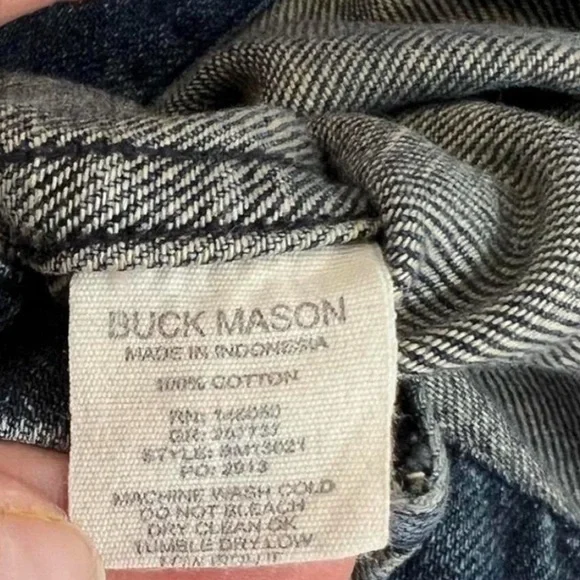 BUCK MASON
MADE IN INDONESIA
100% COTTON
RN: 146060
STYLE: BM13021
PO: 2913
MACHINE WASH COLD
DO NOT BLEACH
DRY CLEAN OK
TUMBLE DRY LOW